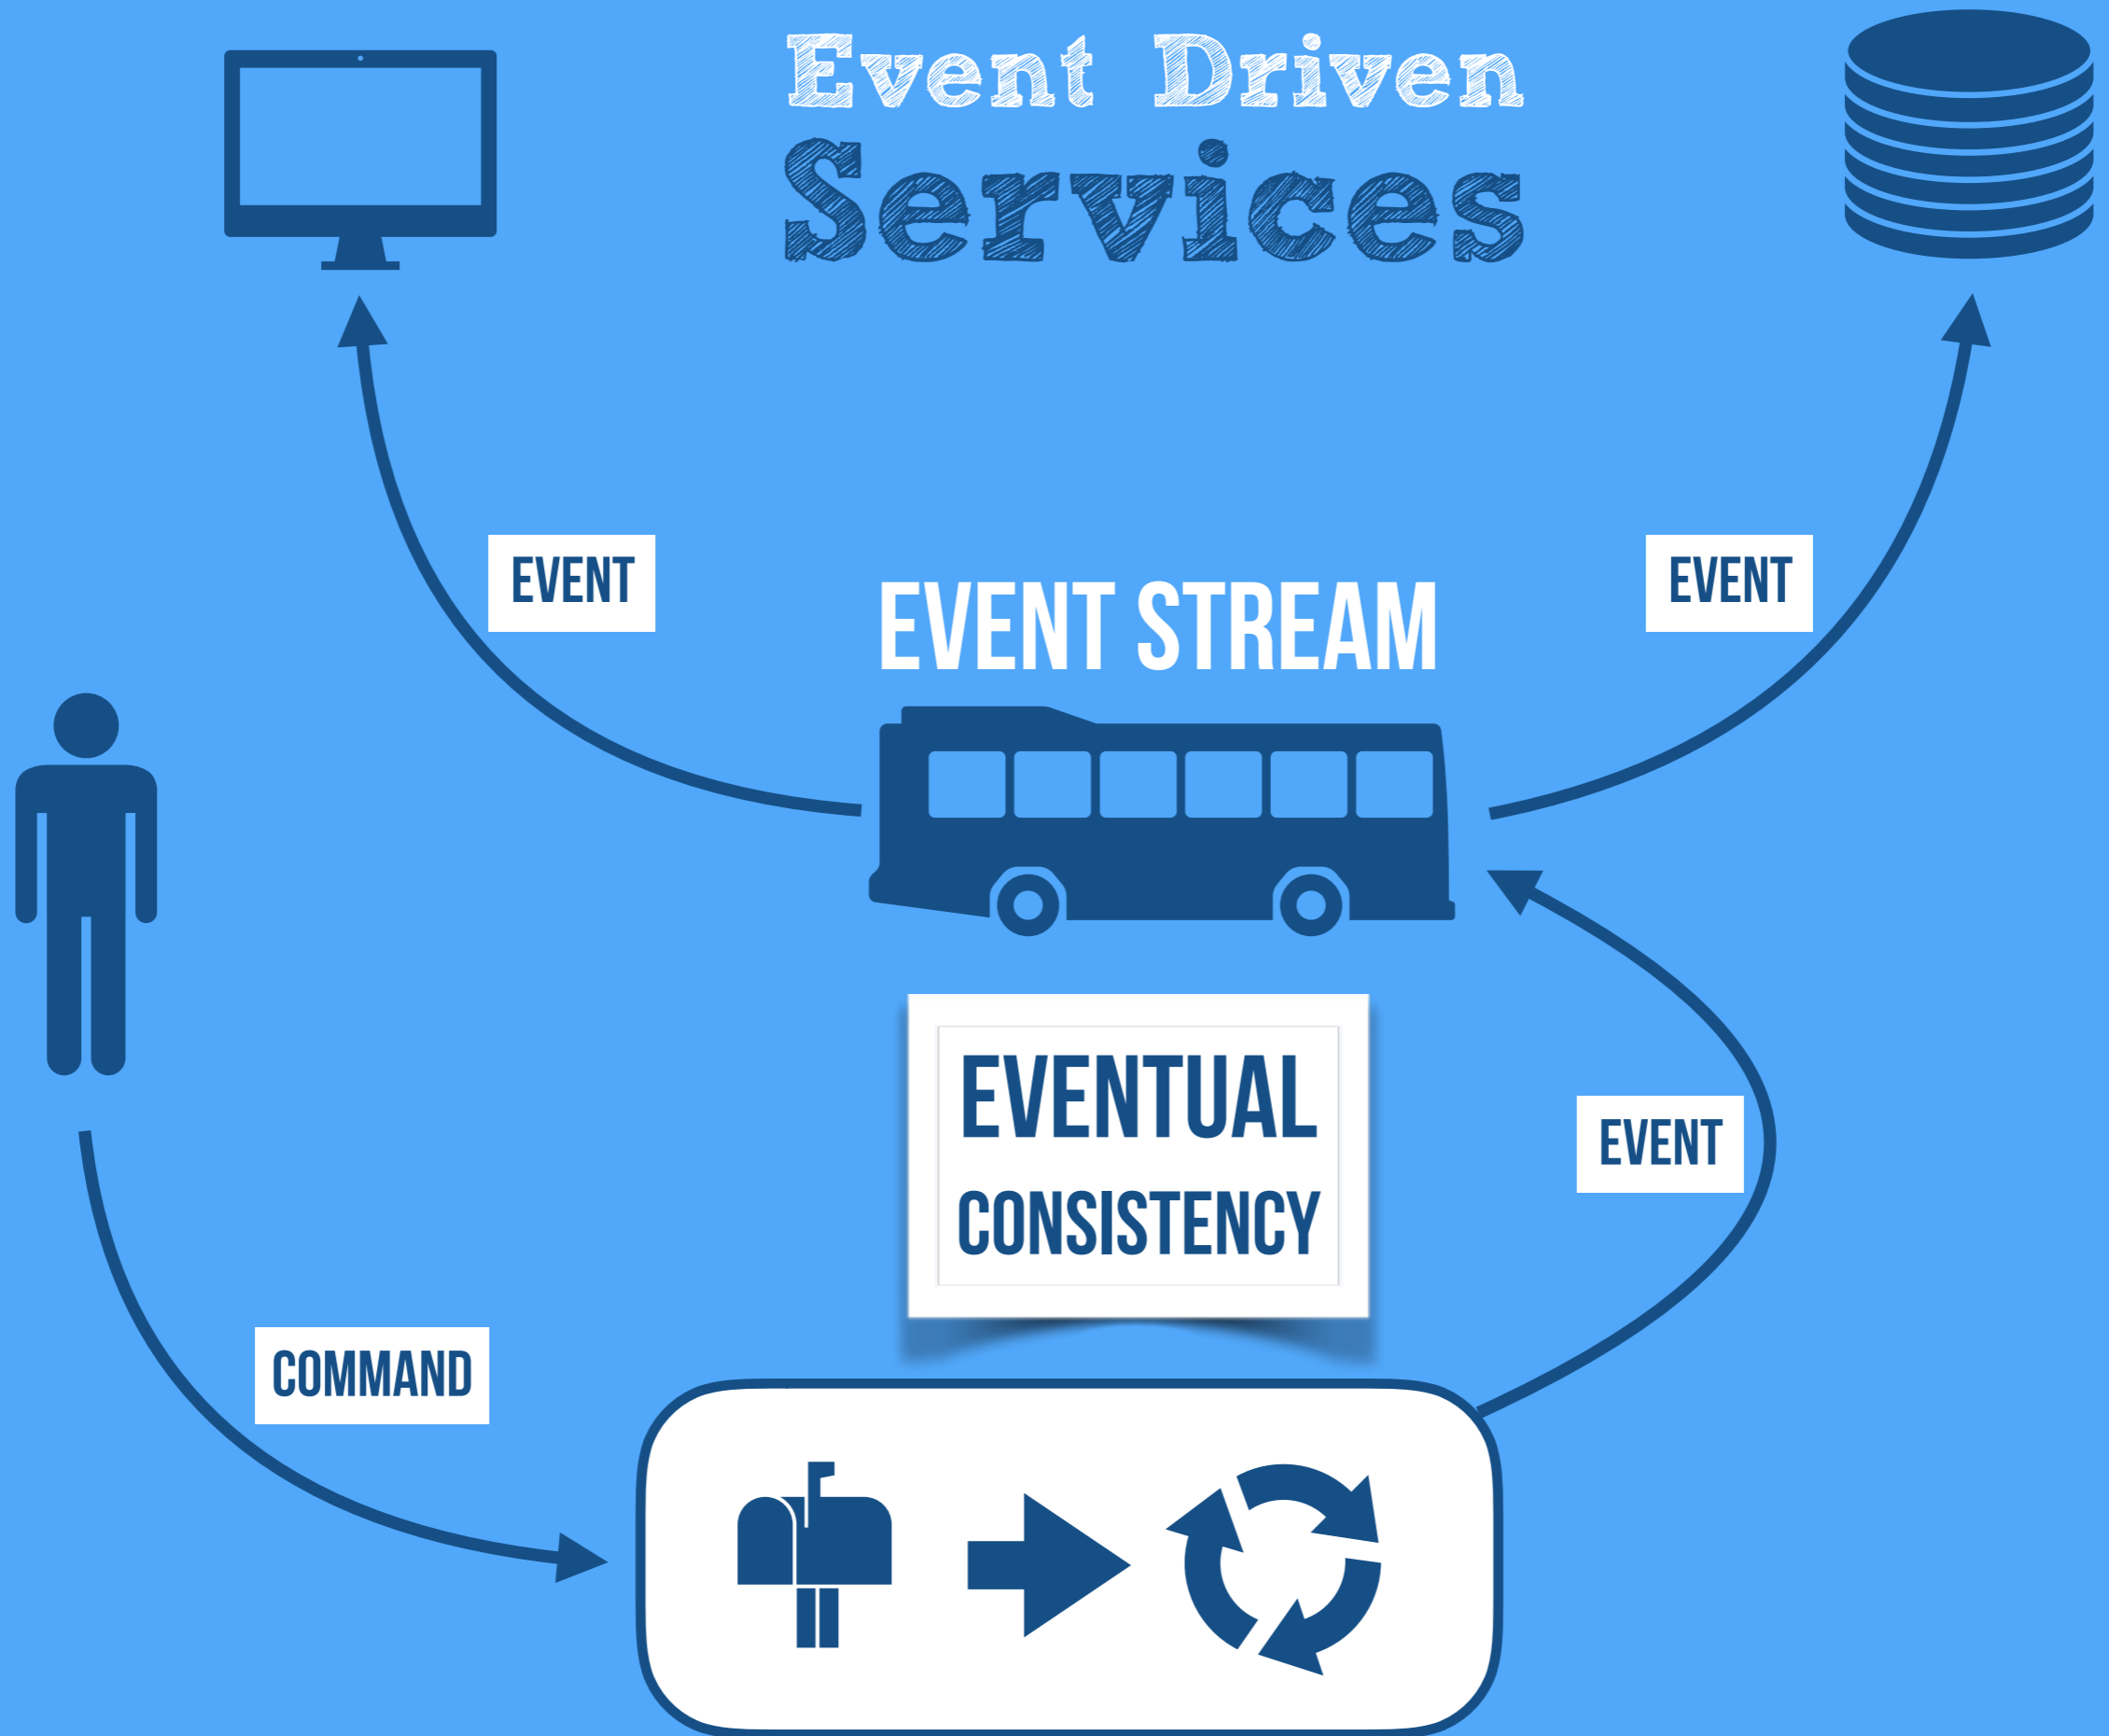 Event Driven
Services
EVENT
EVENT
EVENT STREAM
EVENTUAL
CONSISTENCY
EVENT
COMMAND